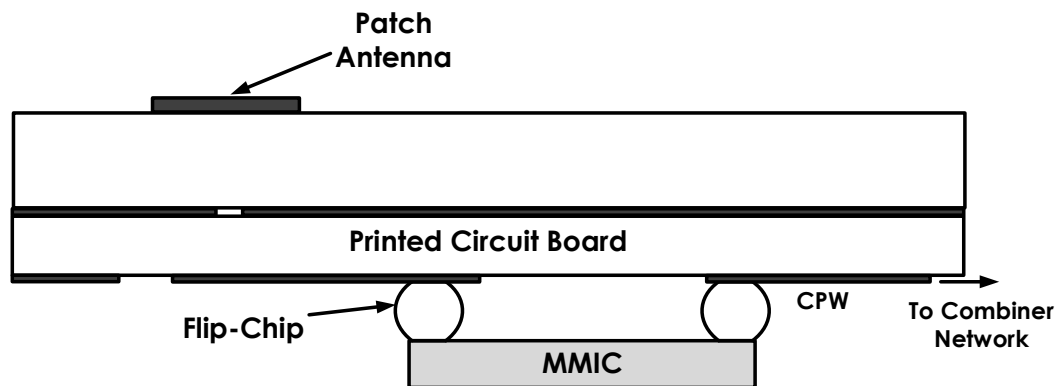 Patch
Antenna
Printed Circuit Board
CPW
Flip-Chip
To Combiner
Network
MMIC